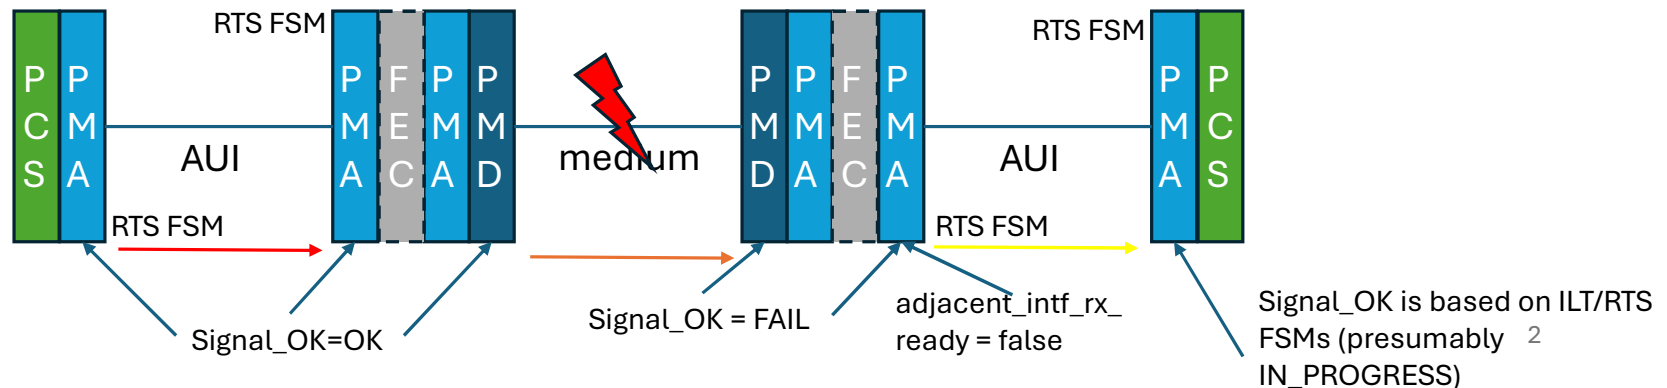 RTS FSM
RTS FSM
P
C
S
P
M
A
P
M
A
F
E
C
P
M
A
P
M
D
P
M
D
P
M
A
F
E
C
P
M
A
P
M
A
P
C
S
AUI
medium
AUI
RTS FSM
RTS FSM
Signal_OK=OK
Signal_OK = FAIL
adjacent_intf_rx_
ready = false
Signal_OK is based on ILT/RTS
FSMs (presumably
IN_PROGRESS)
2